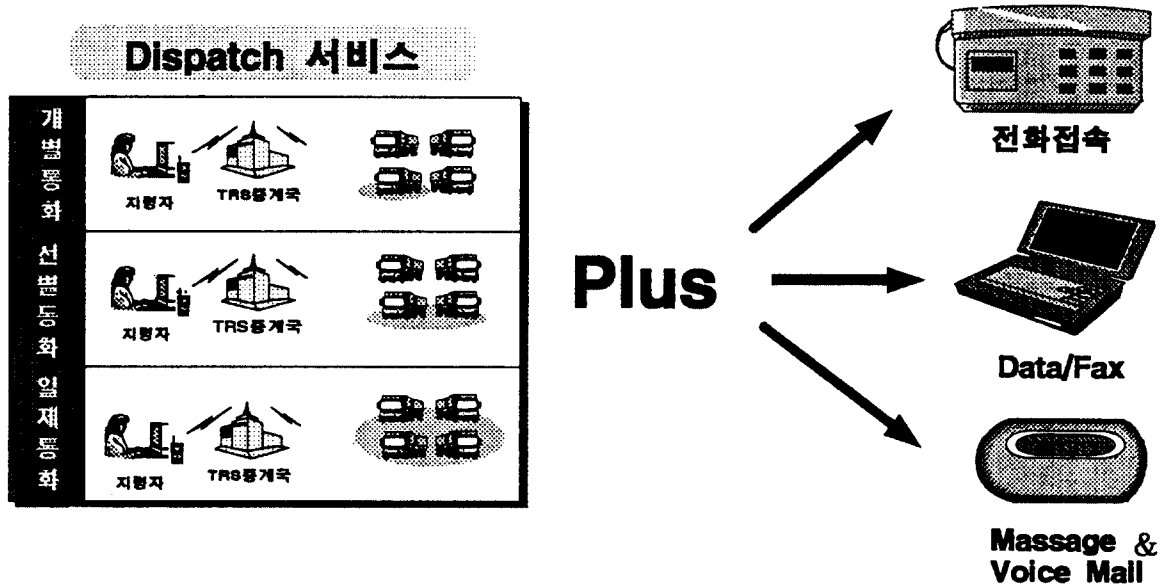 Dispatch 서비스
개별통화
지령자
TRS중계국
선별통화
지령자
TRS중계국
일제통화
지령자
TRS중계국
Plus
전화접속
Data/Fax
Massage &
Voice Mail